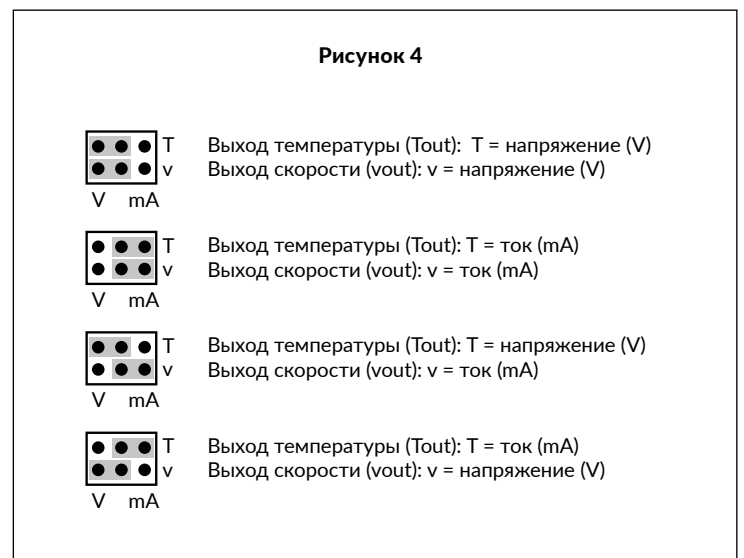 Рисунок 4
T Выход температуры (Tout): T = напряжение (V)
v Выход скорости (vout): v = напряжение (V)
V mA
T Выход температуры (Tout): T = ток (mA)
v Выход скорости (vout): v = ток (mA)
V mA
T Выход температуры (Tout): T = напряжение (V)
v Выход скорости (vout): v = ток (mA)
V mA
T Выход температуры (Tout): T = ток (mA)
v Выход скорости (vout): v = напряжение (V)
V mA